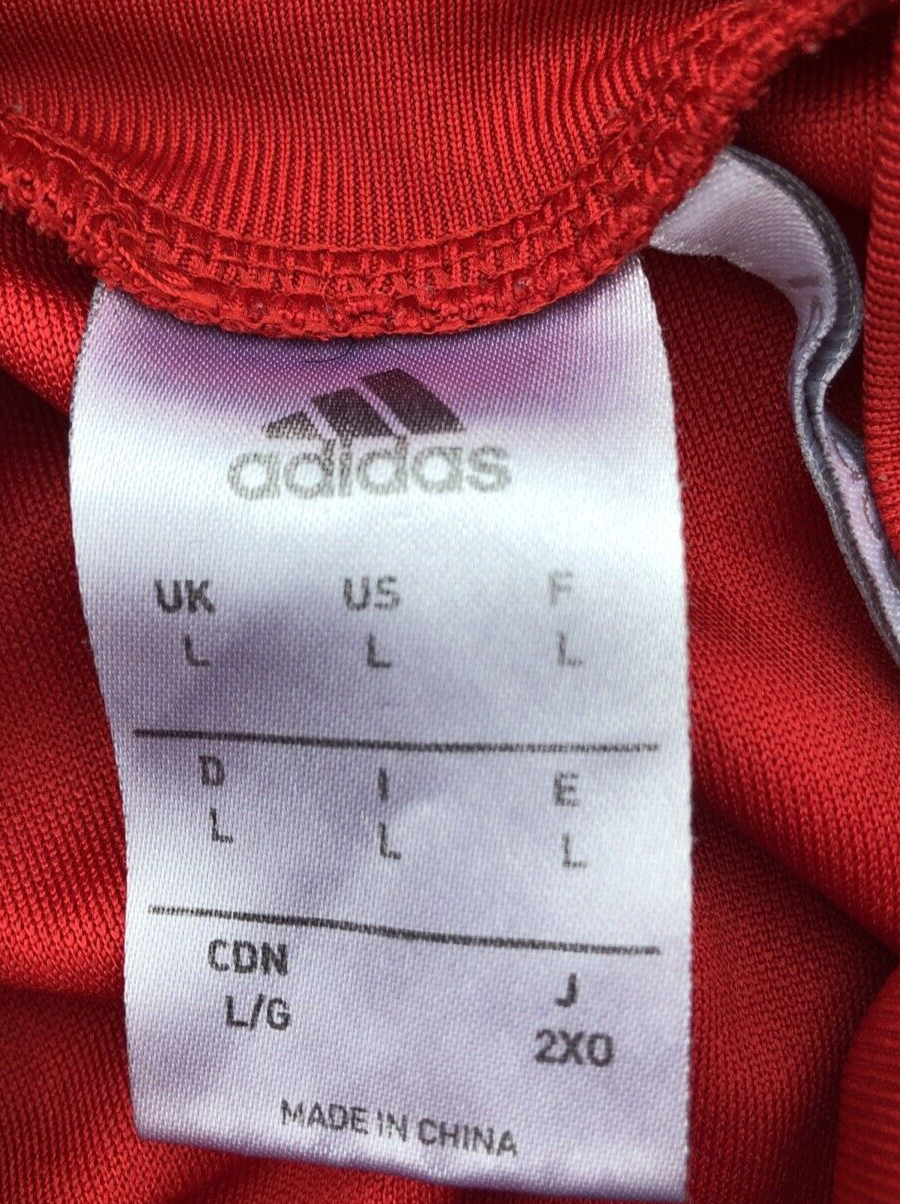 adidas
UK US F
L L L
D I E
L L L
CDN J
L/G 2XO
MADE IN CHINA